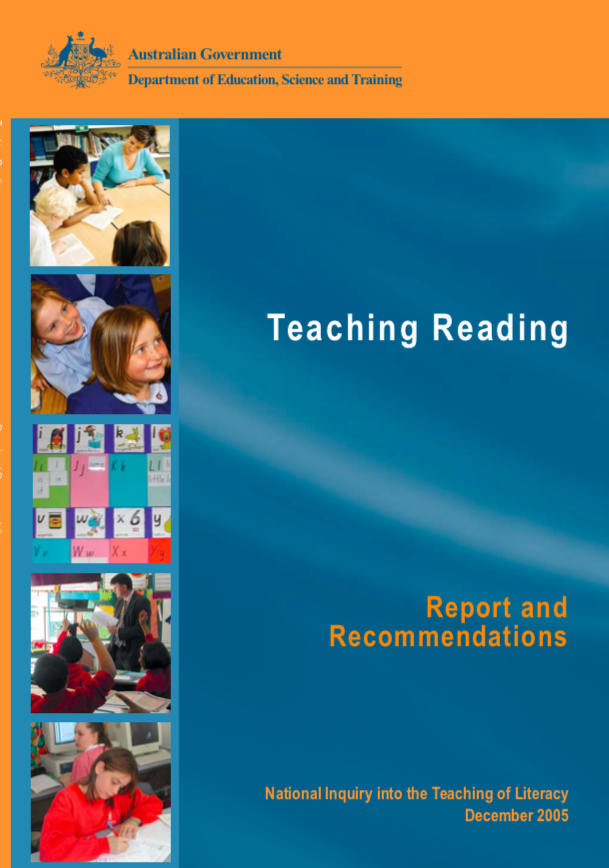 Australian Government
Department of Education, Science and Training
Teaching Reading
i j k l
Jj Kk Ll
u w x 6 y
Vv Ww Xx Yy
Report and
Recommendations
National Inquiry into the Teaching of Literacy
December 2005